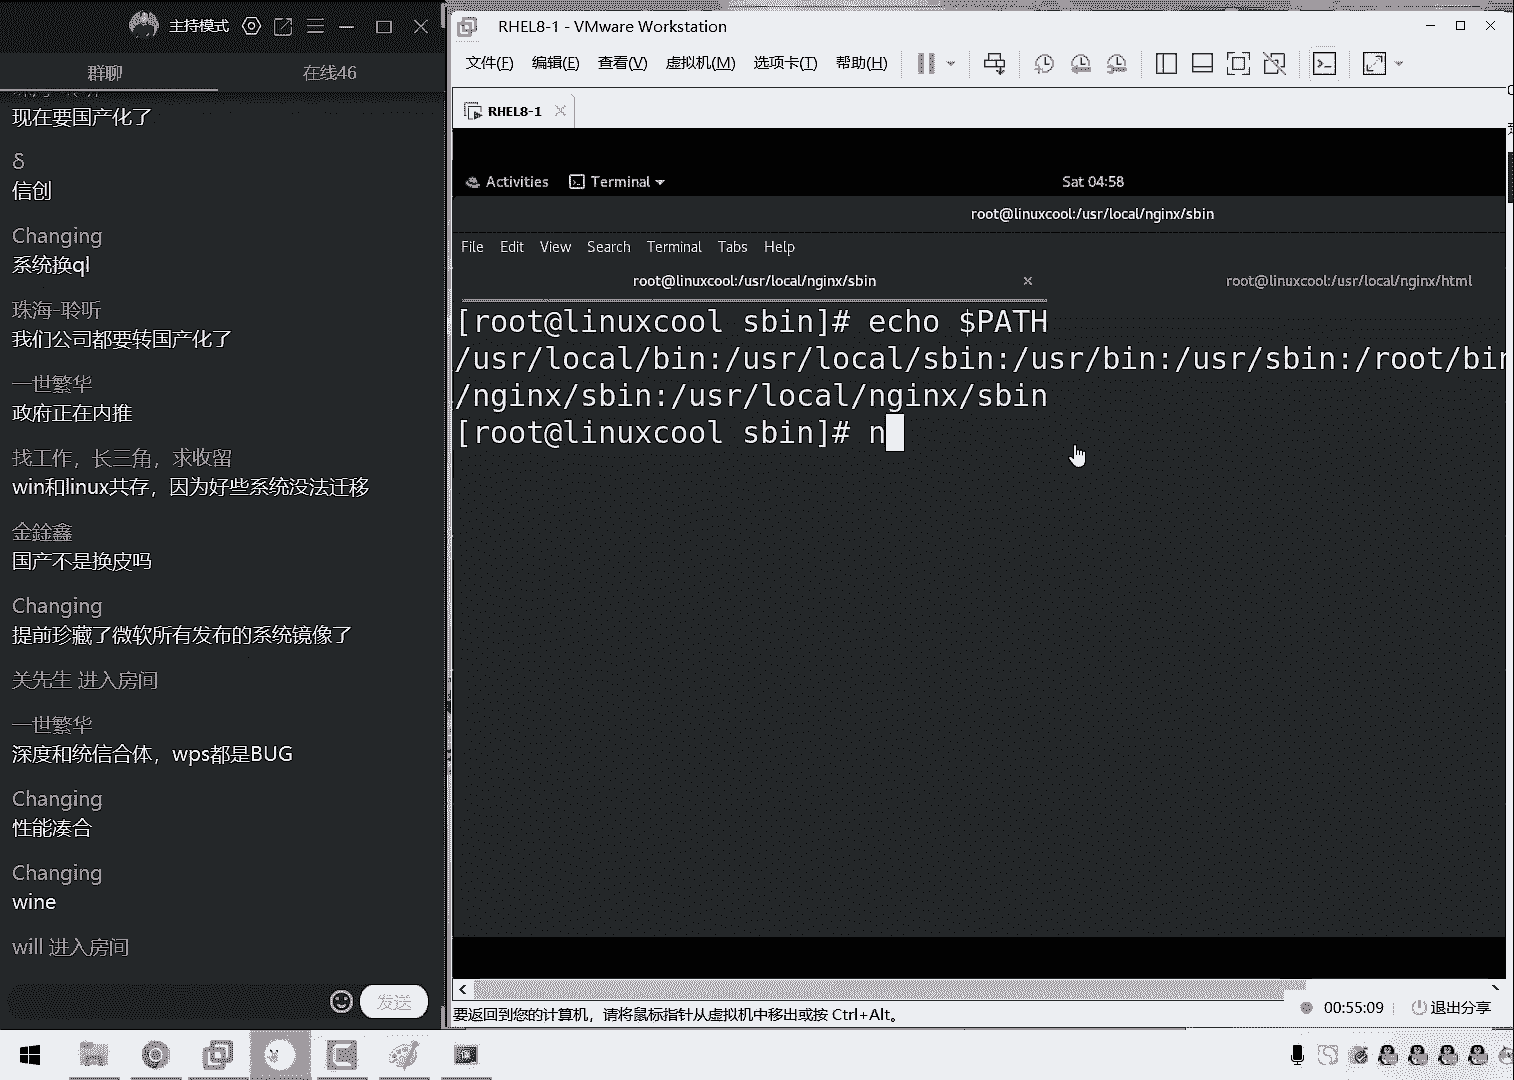 主持模式
群聊
在线46
现在要国产化了
δ
信创
Changing
系统换ql
珠海-聆听
我们公司都要转国产化了
一世繁华
政府正在内推
找工作，长三角，求收留
win和linux共存，因为好些系统没法迁移
金鍂鑫
国产不是换皮吗
Changing
提前珍藏了微软所有发布的系统镜像了
关先生 进入房间
一世繁华
深度和统信合体，wps都是BUG
Changing
性能凑合
Changing
wine
will 进入房间
发送
RHEL8-1 - VMware Workstation
文件(F) 编辑(E) 查看(V) 虚拟机(M) 选项卡(T) 帮助(H)
RHEL8-1
Activities Terminal Sat 04:58
root@linuxcool:/usr/local/nginx/sbin
File Edit View Search Terminal Tabs Help
root@linuxcool:/usr/local/nginx/sbin root@linuxcool:/usr/local/nginx/html
[root@linuxcool sbin]# echo $PATH
/usr/local/bin:/usr/local/sbin:/usr/bin:/usr/sbin:/root/bin
/nginx/sbin:/usr/local/nginx/sbin
[root@linuxcool sbin]# n
要返回到您的计算机，请将鼠标指针从虚拟机中移出或按 Ctrl+Alt。
00:55:09 退出分享